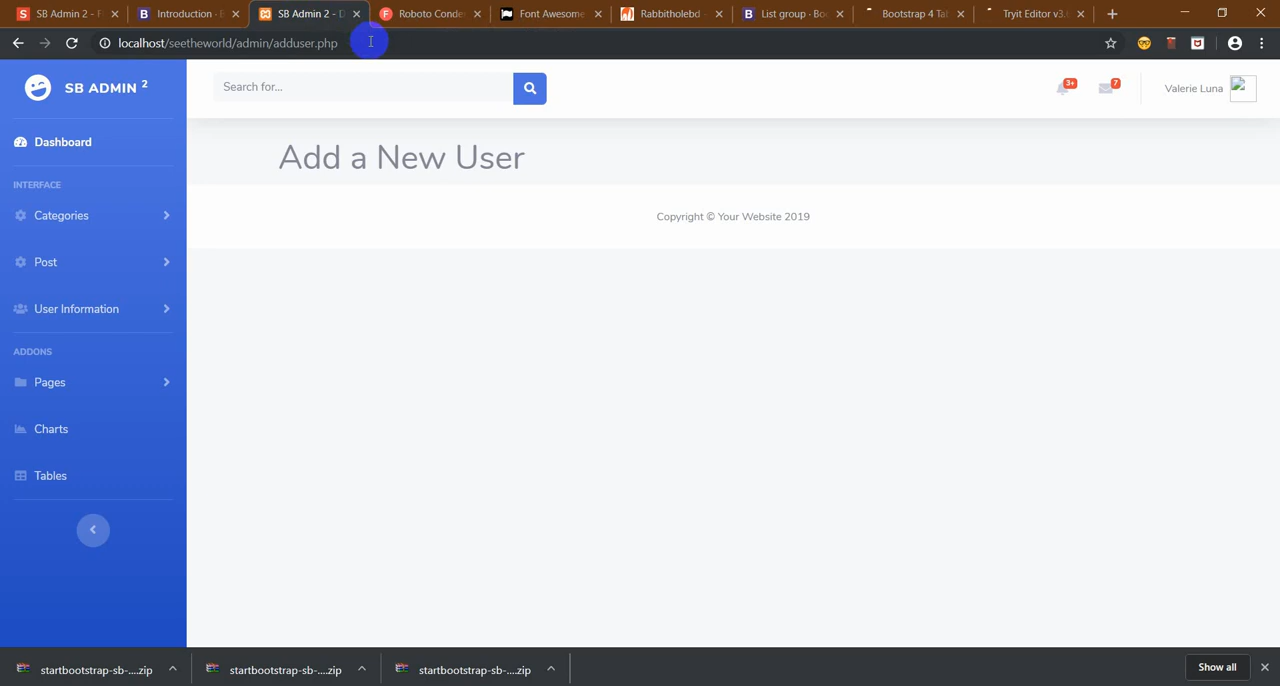 SB Admin 2 - F
Introduction · B
SB Admin 2 - D
Roboto Conde
Font Awesome
Rabbitholebd -
List group · Boo
Bootstrap 4 Tab
Tryit Editor v3.6
localhost/seetheworld/admin/adduser.php
SB ADMIN 2
Search for...
3+
7
Valerie Luna
Dashboard
Add a New User
INTERFACE
Categories
Copyright © Your Website 2019
Post
User Information
ADDONS
Pages
Charts
Tables
startbootstrap-sb-....zip
startbootstrap-sb-....zip
startbootstrap-sb-....zip
Show all